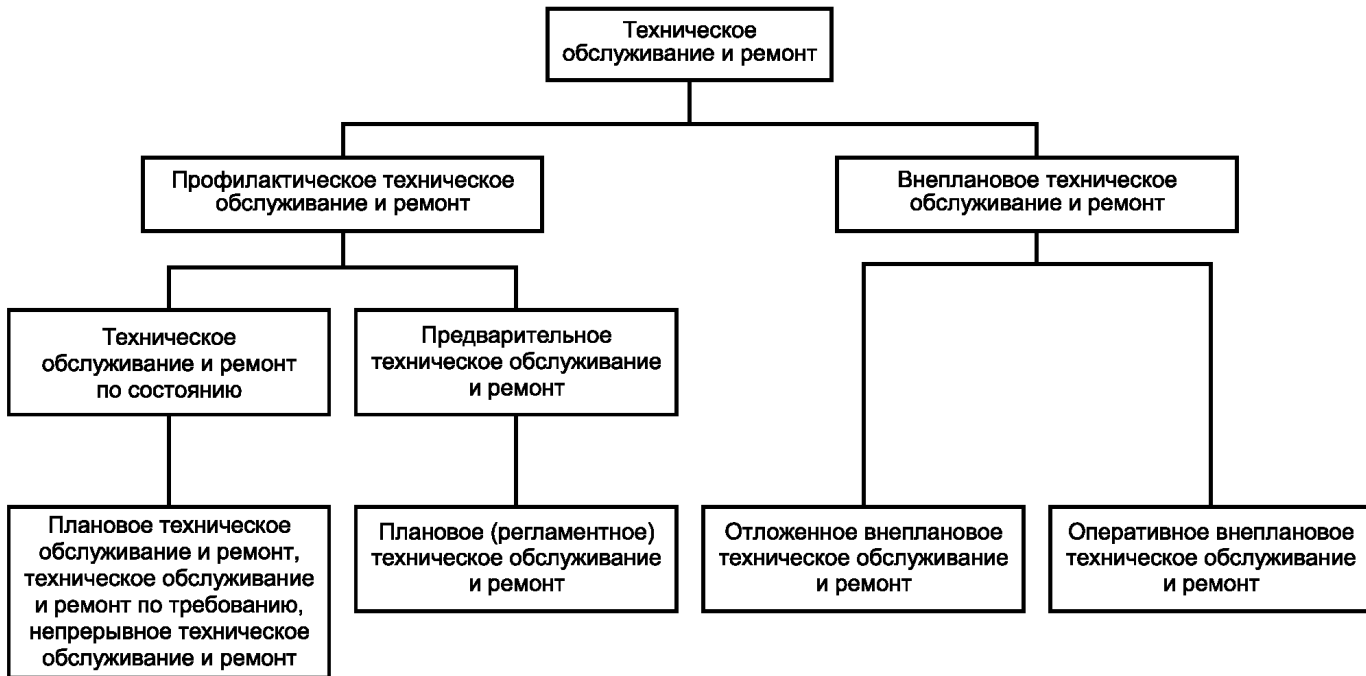 Техническое
обслуживание и ремонт
Профилактическое техническое
обслуживание и ремонт
Внеплановое техническое
обслуживание и ремонт
Техническое
обслуживание и ремонт
по состоянию
Предварительное
техническое обслуживание
и ремонт
Плановое техническое
обслуживание и ремонт,
техническое обслуживание
и ремонт по требованию,
непрерывное техническое
обслуживание и ремонт
Плановое (регламентное)
техническое обслуживание
и ремонт
Отложенное внеплановое
техническое обслуживание
и ремонт
Оперативное внеплановое
техническое обслуживание
и ремонт